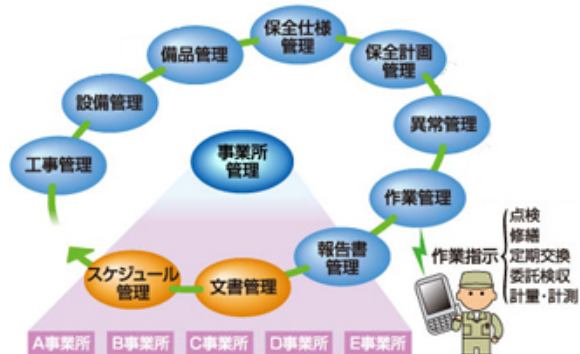 保全仕様
管理
備品管理
保全計画
管理
設備管理
異常管理
工事管理
事業所
管理
作業管理
報告書
管理
スケジュール
管理
文書管理
作業指示
点検
修繕
定期交換
委託検収
計量・計測
A事業所
B事業所
C事業所
D事業所
E事業所